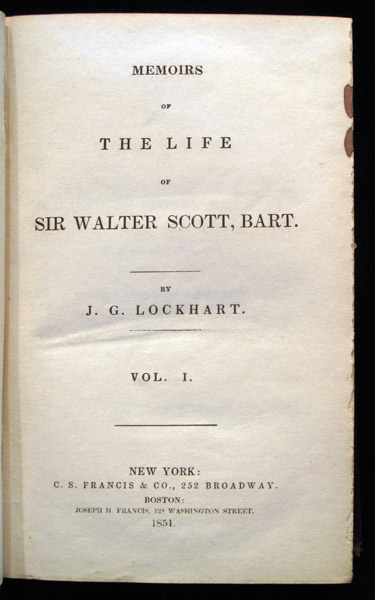 MEMOIRS
OF
THE LIFE
OF
SIR WALTER SCOTT, BART.
BY
J. G. LOCKHART.
VOL. I.
NEW YORK:
C. S. FRANCIS & CO., 252 BROADWAY.
BOSTON:
JOSEPH H. FRANCIS, 128 WASHINGTON STREET.
1851.